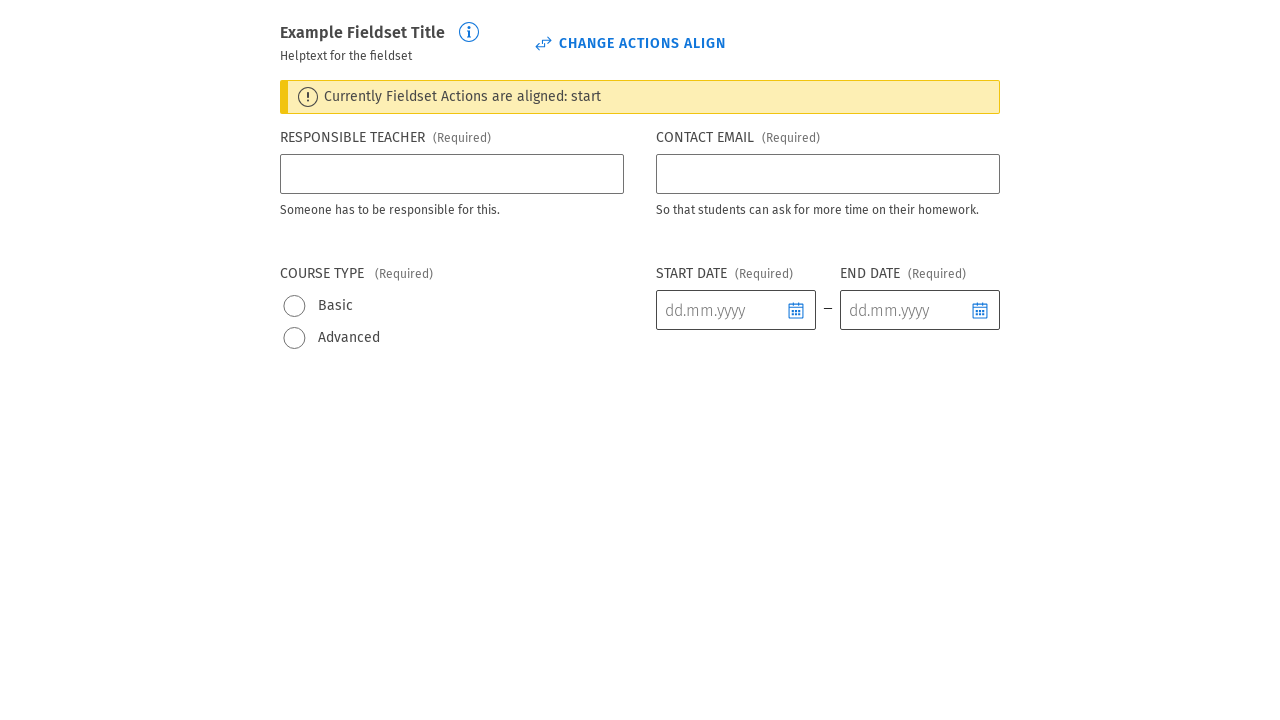 Example Fieldset Title
Helptext for the fieldset
CHANGE ACTIONS ALIGN
Currently Fieldset Actions are aligned: start
RESPONSIBLE TEACHER (Required)
Someone has to be responsible for this.
CONTACT EMAIL (Required)
So that students can ask for more time on their homework.
COURSE TYPE (Required)
Basic
Advanced
START DATE (Required)
dd.mm.yyyy
–
END DATE (Required)
dd.mm.yyyy